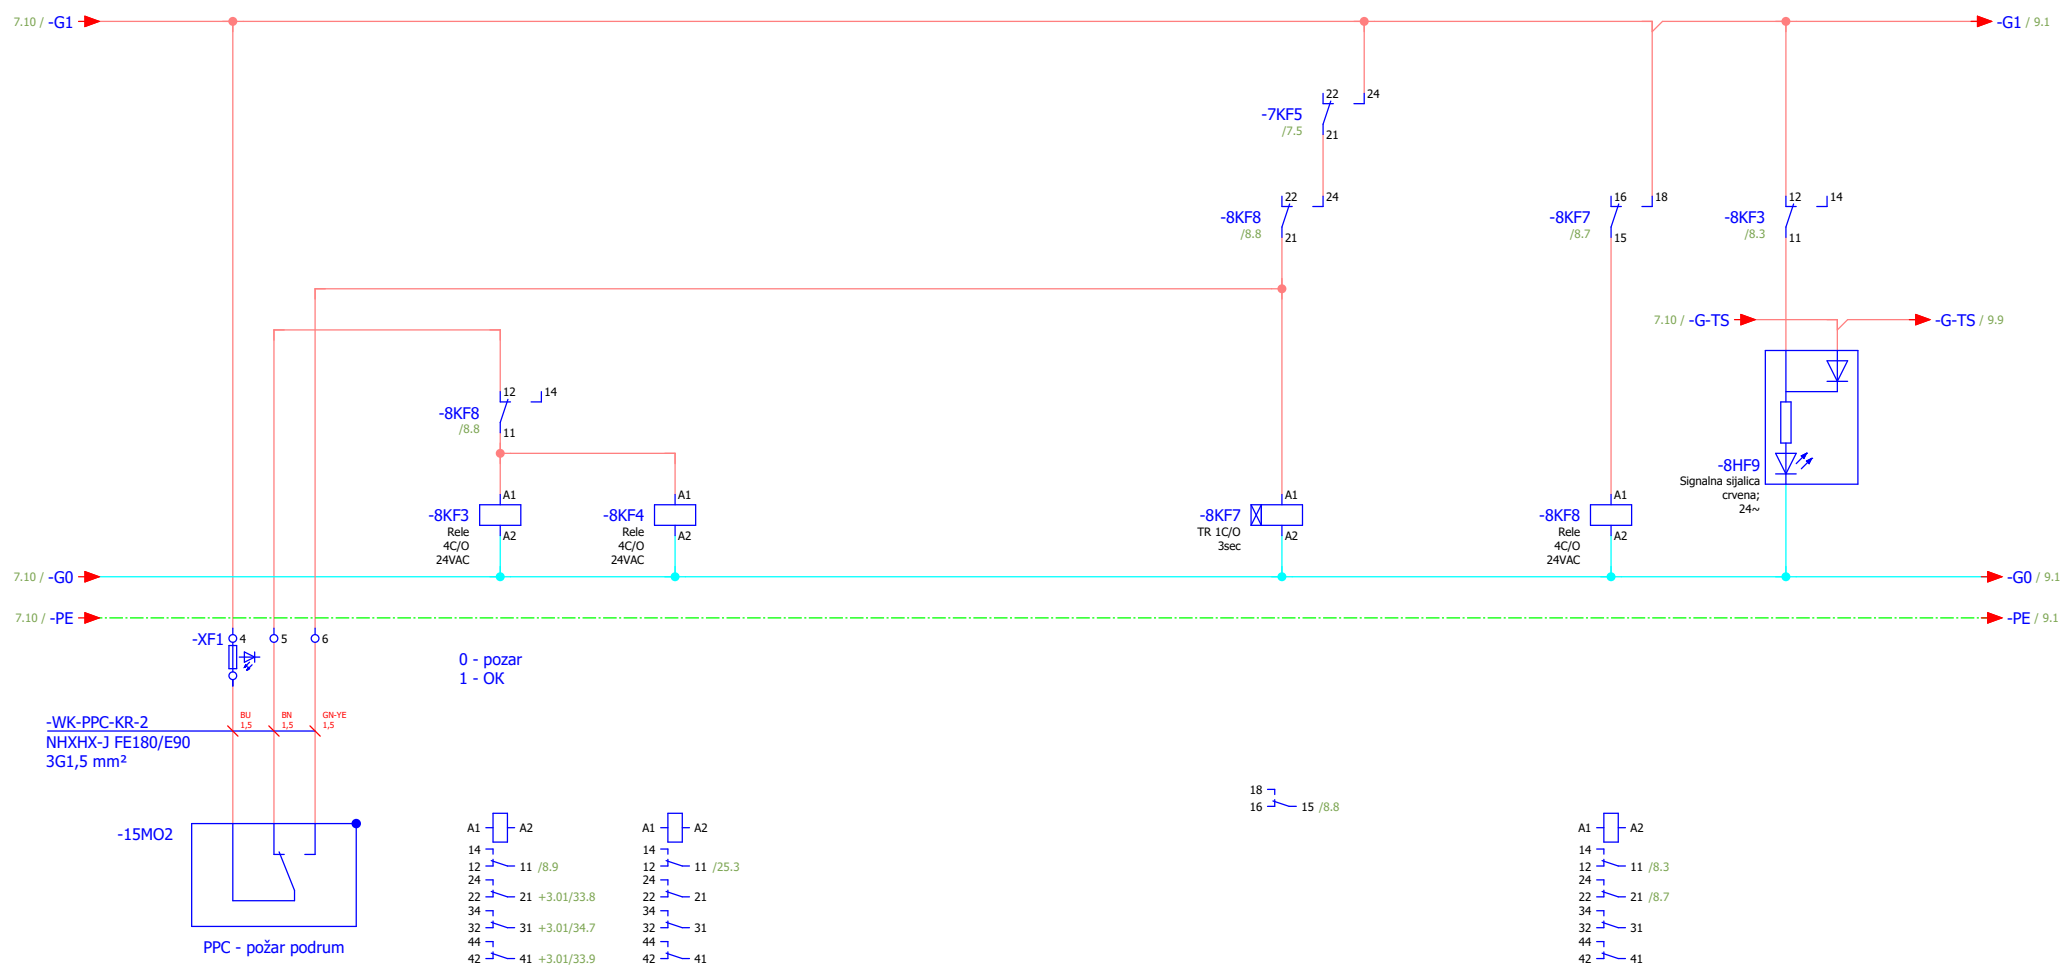 7.10 / -G1
-G1 / 9.1
22
24
-7KF5
/7.5
21
22
24
-8KF8
/8.8
21
16
18
-8KF7
/8.7
15
12
14
-8KF3
/8.3
11
7.10 / -G-TS
-G-TS / 9.9
12
14
-8KF8
/8.8
11
-8HF9
Signalna sijalica
crvena;
24~
A1
-8KF3
Rele
4C/O
24VAC
A2
A1
-8KF4
Rele
4C/O
24VAC
A2
A1
-8KF7
TR 1C/O
3sec
A2
A1
-8KF8
Rele
4C/O
24VAC
A2
7.10 / -G0
-G0 / 9.1
7.10 / -PE
-PE / 9.1
-XF1
4
5
6
0 - pozar
1 - OK
-WK-PPC-KR-2
NHXHX-J FE180/E90
3G1,5 mm²
BU
1,5
BN
1,5
GN-YE
1,5
-15MO2
PPC - požar podrum
A1 A2
14
12 11 /8.9
24
22 21 +3.01/33.8
34
32 31 +3.01/34.7
44
42 41 +3.01/33.9
A1 A2
14
12 11 /25.3
24
22 21
34
32 31
44
42 41
18
16 15 /8.8
A1 A2
14
12 11 /8.3
24
22 21 /8.7
34
32 31
44
42 41